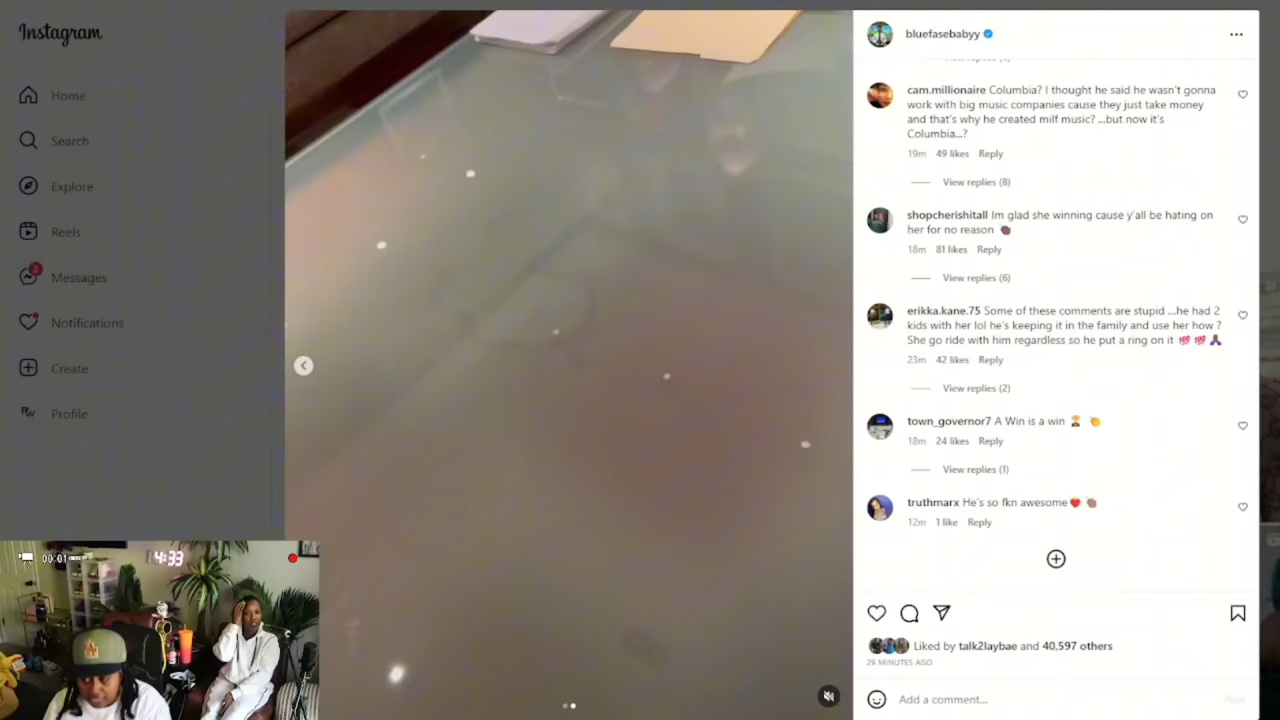 Instagram
Home
Search
Explore
Reels
2
Messages
Notifications
Create
RW Profile
00:01
4:33
bluefasebabyy
cam.millionaire Columbia? I thought he said he wasn't gonna
work with big music companies cause they just take money
and that's why he created milf music? ...but now it's
Columbia...?
19m 49 likes Reply
View replies (8)
shopcherishitall Im glad she winning cause y'all be hating on
her for no reason
18m 81 likes Reply
View replies (6)
erikka.kane.75 Some of these comments are stupid ...he had 2
kids with her lol he's keeping it in the family and use her how ?
She go ride with him regardless so he put a ring on it 💯 💯
23m 42 likes Reply
View replies (2)
town_governor7 A Win is a win
18m 24 likes Reply
View replies (1)
truthmarx He's so fkn awesome
12m 1 like Reply
Liked by talk2laybae and 40,597 others
29 MINUTES AGO
Add a comment...